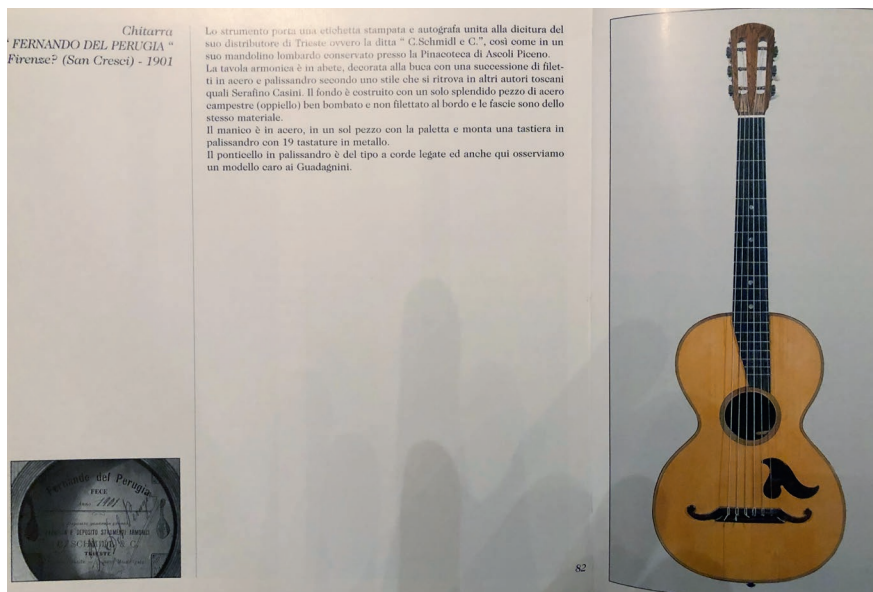 Chitarra
" FERNANDO DEL PERUGIA "
Firenze? (San Cresci) - 1901
Lo strumento porta una etichetta stampata e autografa unita alla dicitura del
suo distributore di Trieste ovvero la ditta " C.Schmidl e C.", così come in un
suo mandolino lombardo conservato presso la Pinacoteca di Ascoli Piceno.
La tavola armonica è in abete, decorata alla buca con una successione di filet-
ti in acero e palissandro secondo uno stile che si ritrova in altri autori toscani
quali Serafino Casini. Il fondo è costruito con un solo splendido pezzo di acero
campestre (oppiello) ben bombato e non filettato al bordo e le fascie sono dello
stesso materiale.
Il manico è in acero, in un sol pezzo con la paletta e monta una tastiera in
palissandro con 19 tastature in metallo.
Il ponticello in palissandro è del tipo a corde legate ed anche qui osserviamo
un modello caro ai Guadagnini.
Fernando del Perugia
FECE
1901
E DEPOSITO STRUMENTI ARMONICI
C. SCHMIDL & C.
TRIESTE
82